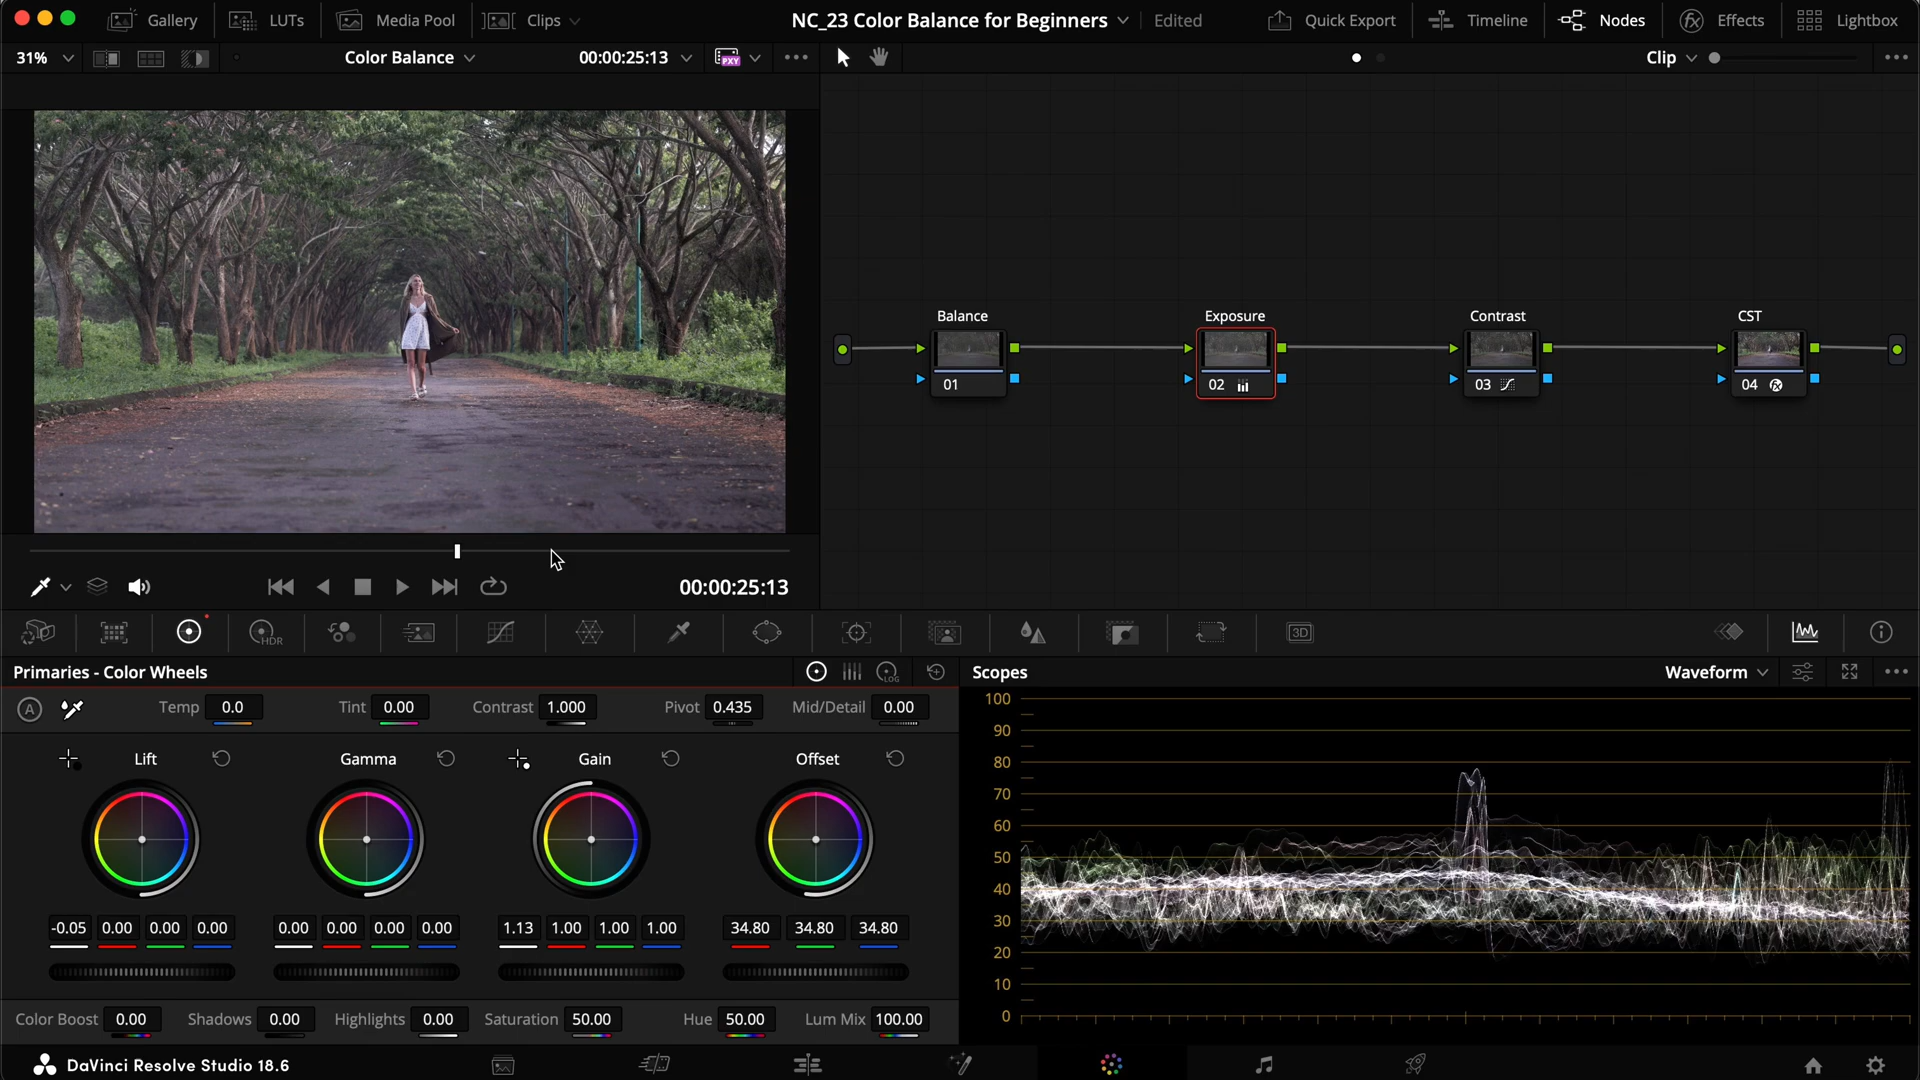 Gallery LUTs Media Pool Clips NC_23 Color Balance for Beginners Edited Quick Export Timeline Nodes fx Effects Lightbox
31% Color Balance 00:00:25:13 PXY Clip
Balance Exposure Contrast CST
01 02 03 04 fx
00:00:25:13
HDR 3D
Primaries - Color Wheels LOG Scopes Waveform
A Temp 0.0 Tint 0.00 Contrast 1.000 Pivot 0.435 Mid/Detail 0.00
Lift Gamma Gain Offset
-0.05 0.00 0.00 0.00 0.00 0.00 0.00 0.00 1.13 1.00 1.00 1.00 34.80 34.80 34.80
Color Boost 0.00 Shadows 0.00 Highlights 0.00 Saturation 50.00 Hue 50.00 Lum Mix 100.00
100
90
80
70
60
50
40
30
20
10
0
DaVinci Resolve Studio 18.6